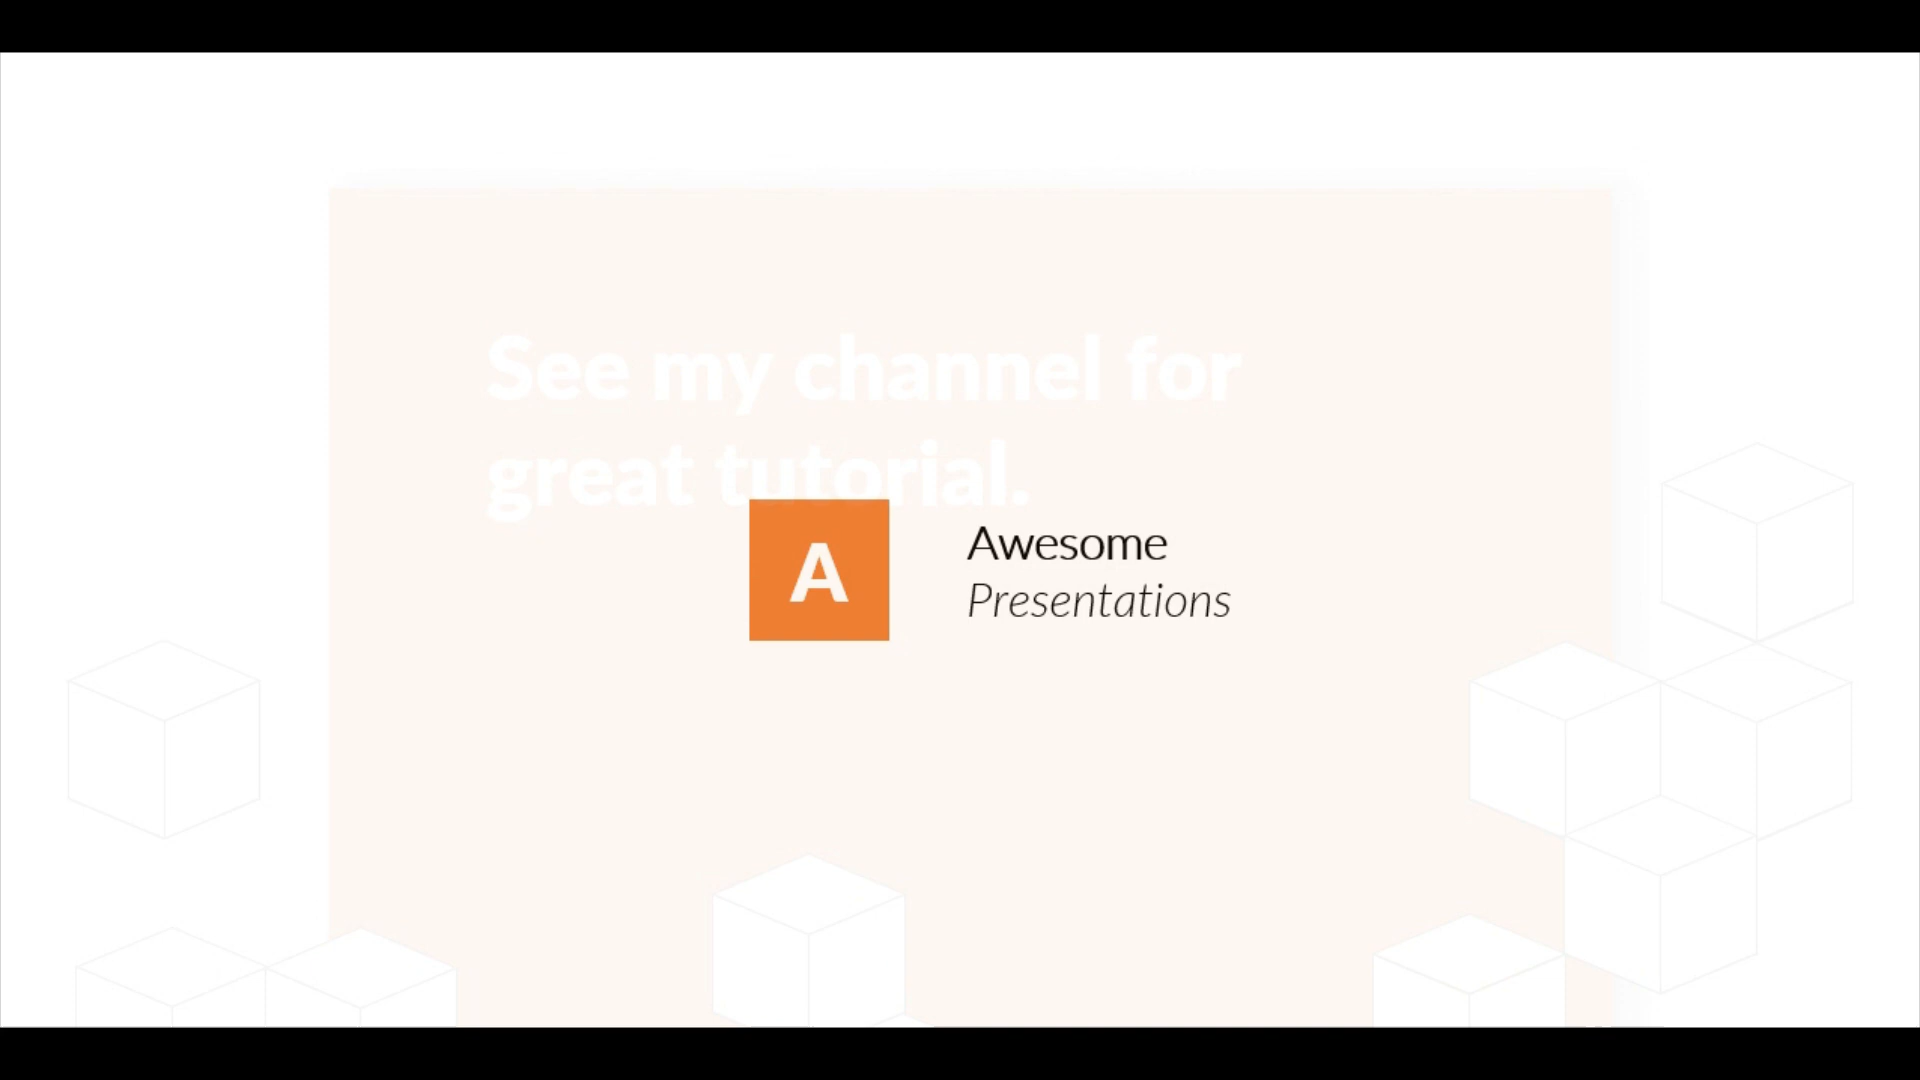 See my channel for
great tutorial.
A
Awesome
Presentations